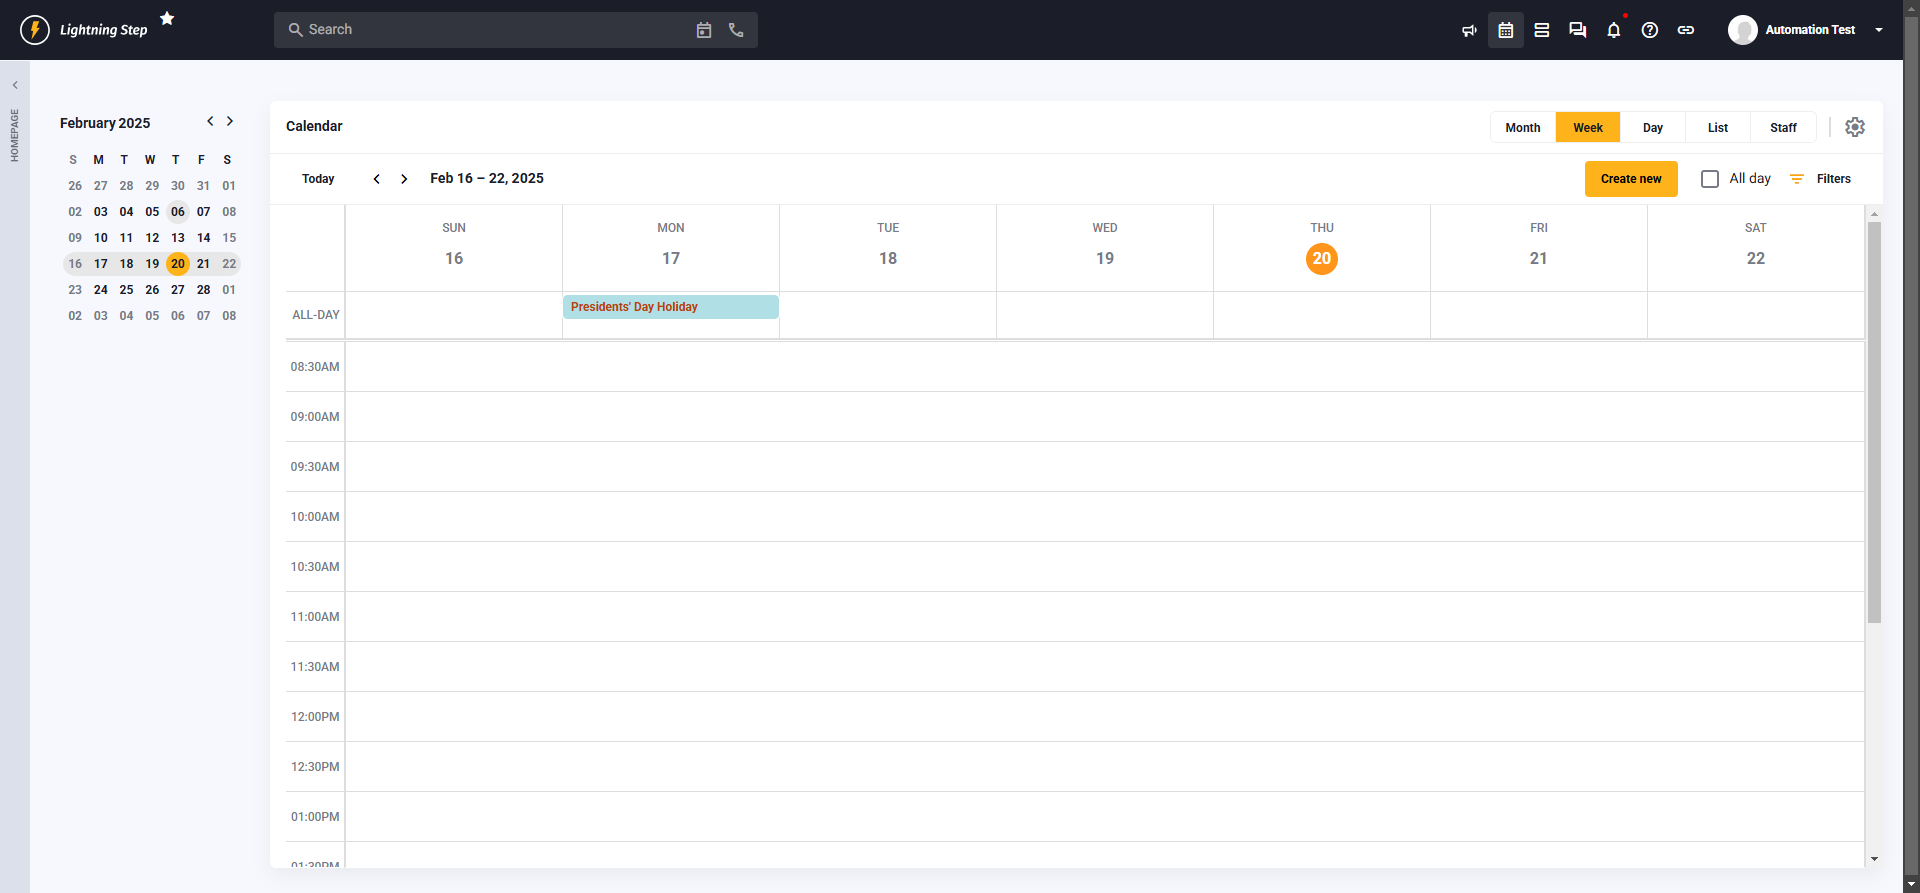 Lightning Step
Search
Automation Test
HOMEPAGE
February 2025
S M T W T F S
26 27 28 29 30 31 01
02 03 04 05 06 07 08
09 10 11 12 13 14 15
16 17 18 19 20 21 22
23 24 25 26 27 28 01
02 03 04 05 06 07 08
Calendar
Month Week Day List Staff
Today Feb 16 – 22, 2025
Create new All day Filters
SUN MON TUE WED THU FRI SAT
16 17 18 19 20 21 22
ALL-DAY Presidents' Day Holiday
08:30AM
09:00AM
09:30AM
10:00AM
10:30AM
11:00AM
11:30AM
12:00PM
12:30PM
01:00PM
01:30PM